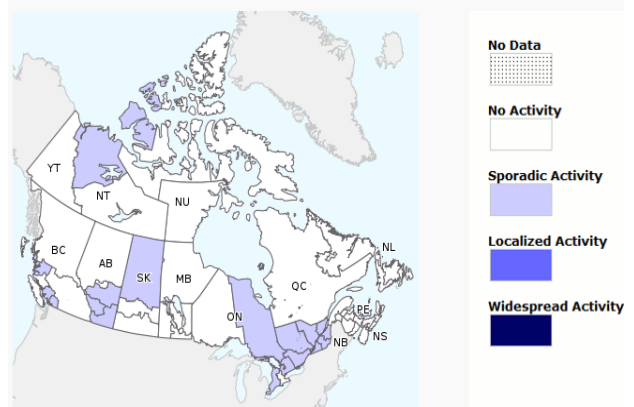 No Data
No Activity
Sporadic Activity
Localized Activity
Widespread Activity
YT
NT
NU
BC
AB
SK
MB
ON
QC
NL
PE
NB
NS